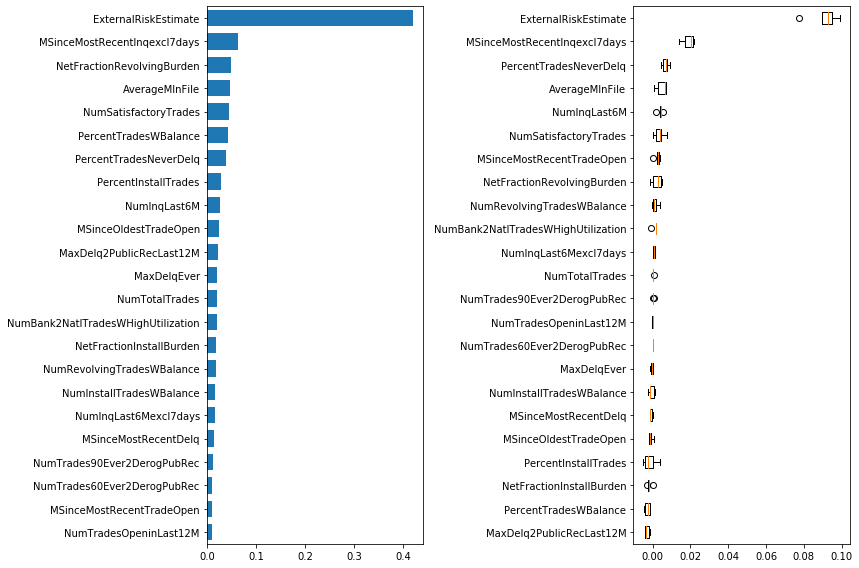 ExternalRiskEstimate
MSinceMostRecentInqexcl7days
NetFractionRevolvingBurden
AverageMInFile
NumSatisfactoryTrades
PercentTradesWBalance
PercentTradesNeverDelq
PercentInstallTrades
NumInqLast6M
MSinceOldestTradeOpen
MaxDelq2PublicRecLast12M
MaxDelqEver
NumTotalTrades
NumBank2NatlTradesWHighUtilization
NetFractionInstallBurden
NumRevolvingTradesWBalance
NumInstallTradesWBalance
NumInqLast6Mexcl7days
MSinceMostRecentDelq
NumTrades90Ever2DerogPubRec
NumTrades60Ever2DerogPubRec
MSinceMostRecentTradeOpen
NumTradesOpeninLast12M
0.0 0.1 0.2 0.3 0.4
ExternalRiskEstimate
MSinceMostRecentInqexcl7days
PercentTradesNeverDelq
AverageMInFile
NumInqLast6M
NumSatisfactoryTrades
MSinceMostRecentTradeOpen
NetFractionRevolvingBurden
NumRevolvingTradesWBalance
NumBank2NatlTradesWHighUtilization
NumInqLast6Mexcl7days
NumTotalTrades
NumTrades90Ever2DerogPubRec
NumTradesOpeninLast12M
NumTrades60Ever2DerogPubRec
MaxDelqEver
NumInstallTradesWBalance
MSinceMostRecentDelq
MSinceOldestTradeOpen
PercentInstallTrades
NetFractionInstallBurden
PercentTradesWBalance
MaxDelq2PublicRecLast12M
0.00 0.02 0.04 0.06 0.08 0.10